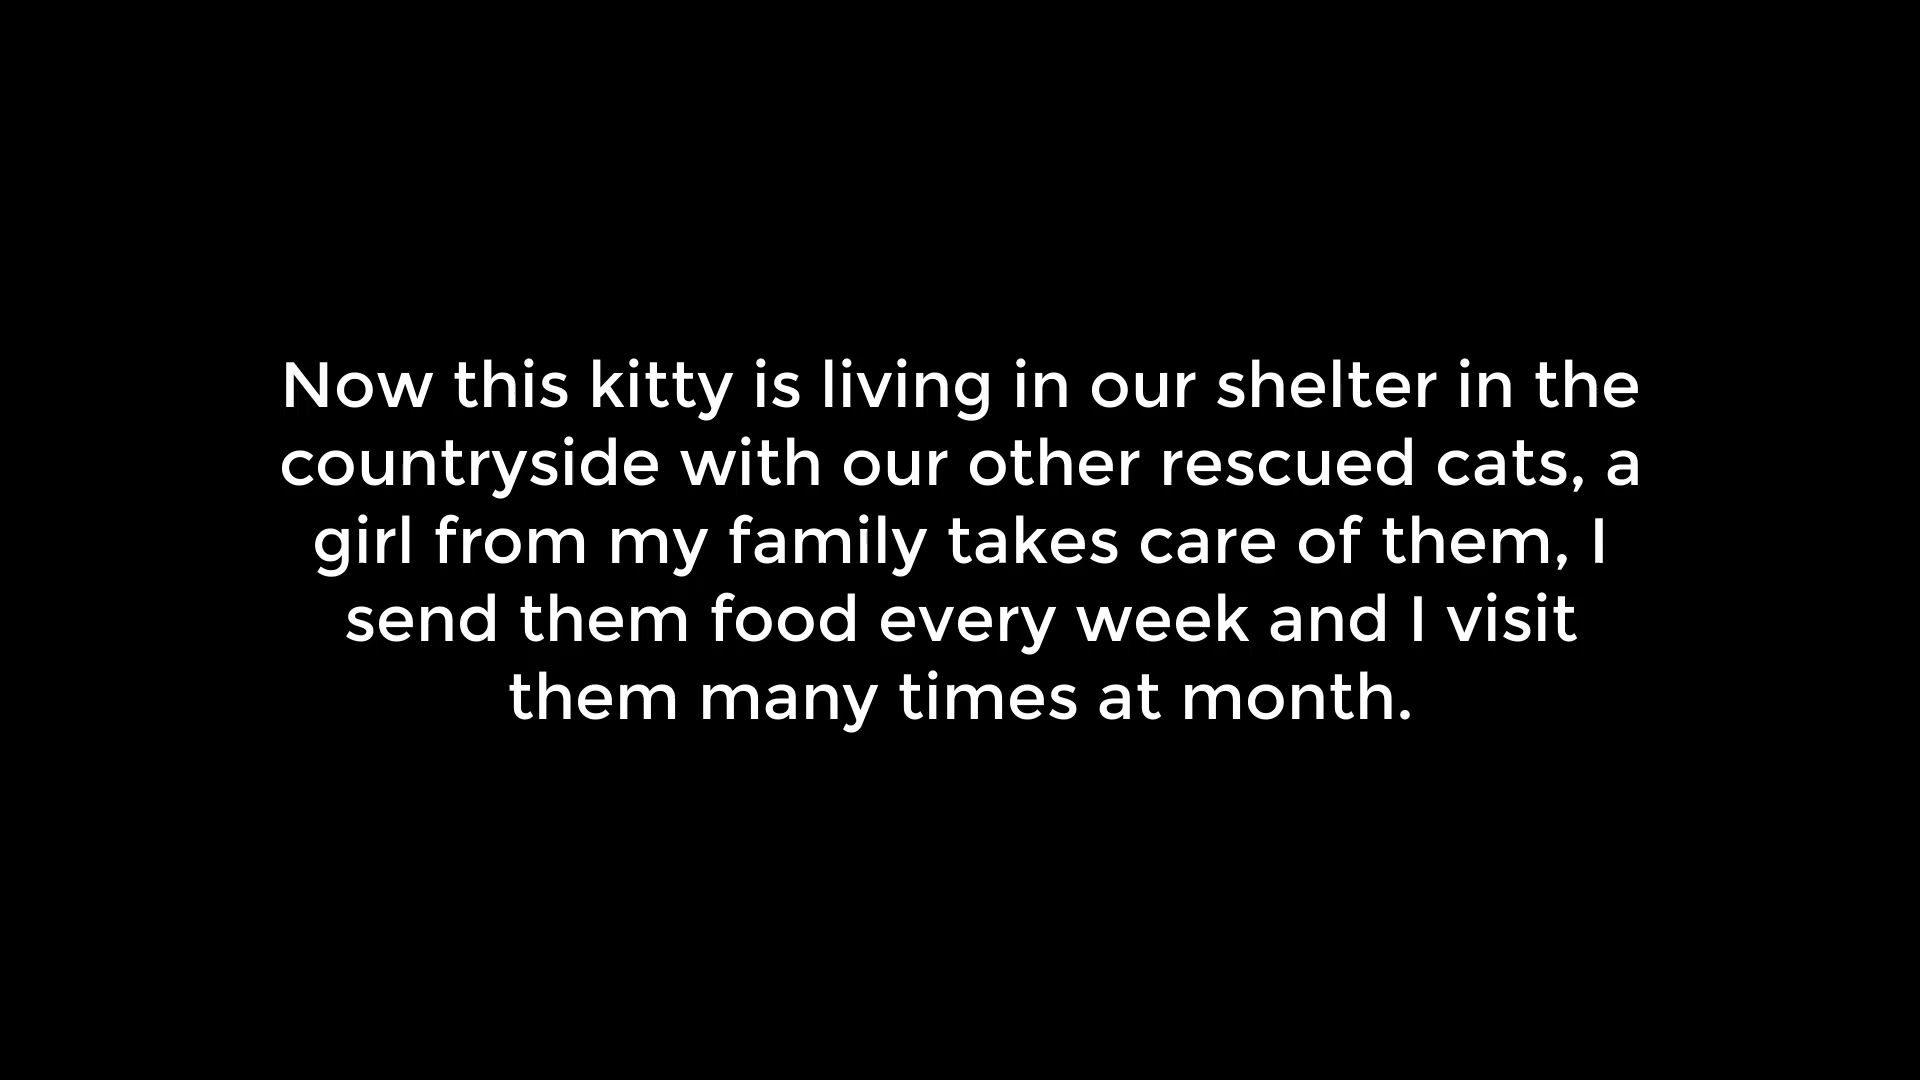 Now this kitty is living in our shelter in the
countryside with our other rescued cats, a
girl from my family takes care of them, I
send them food every week and I visit
them many times at month.